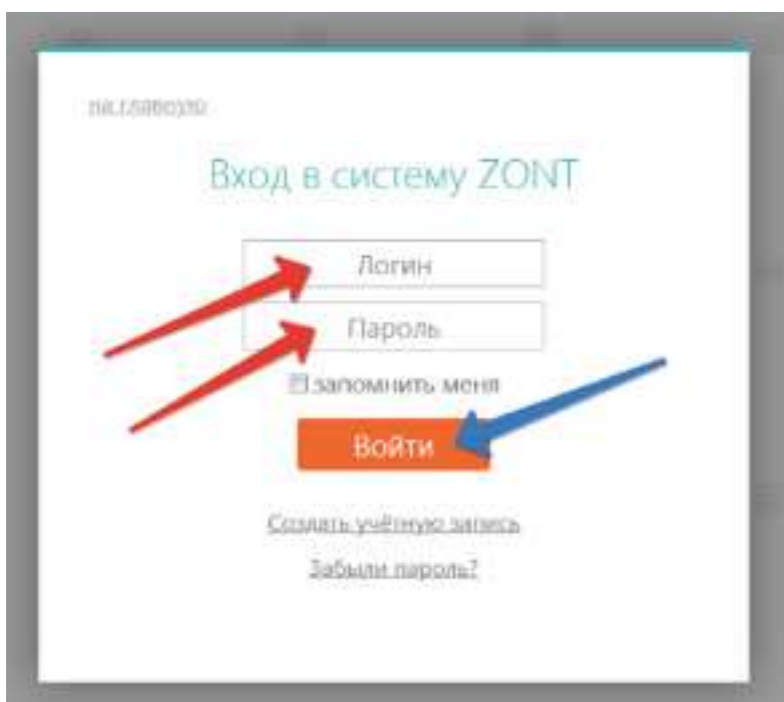 на главную
Вход в систему ZONT
Логин
Пароль
запомнить меня
Войти
Создать учётную запись
Забыли пароль?